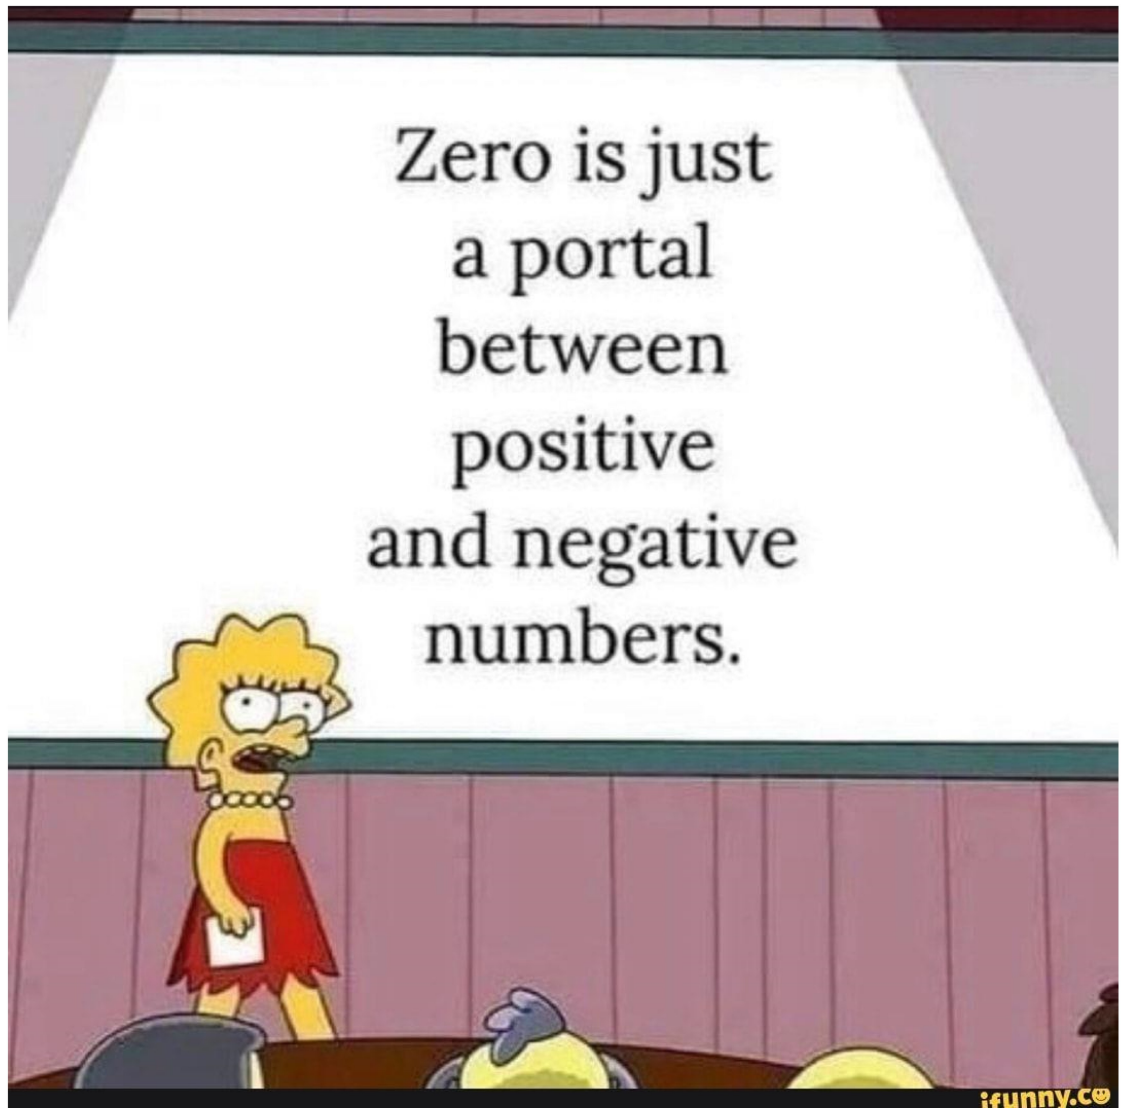 Zero is just
a portal
between
positive
and negative
numbers.
ifunny.co